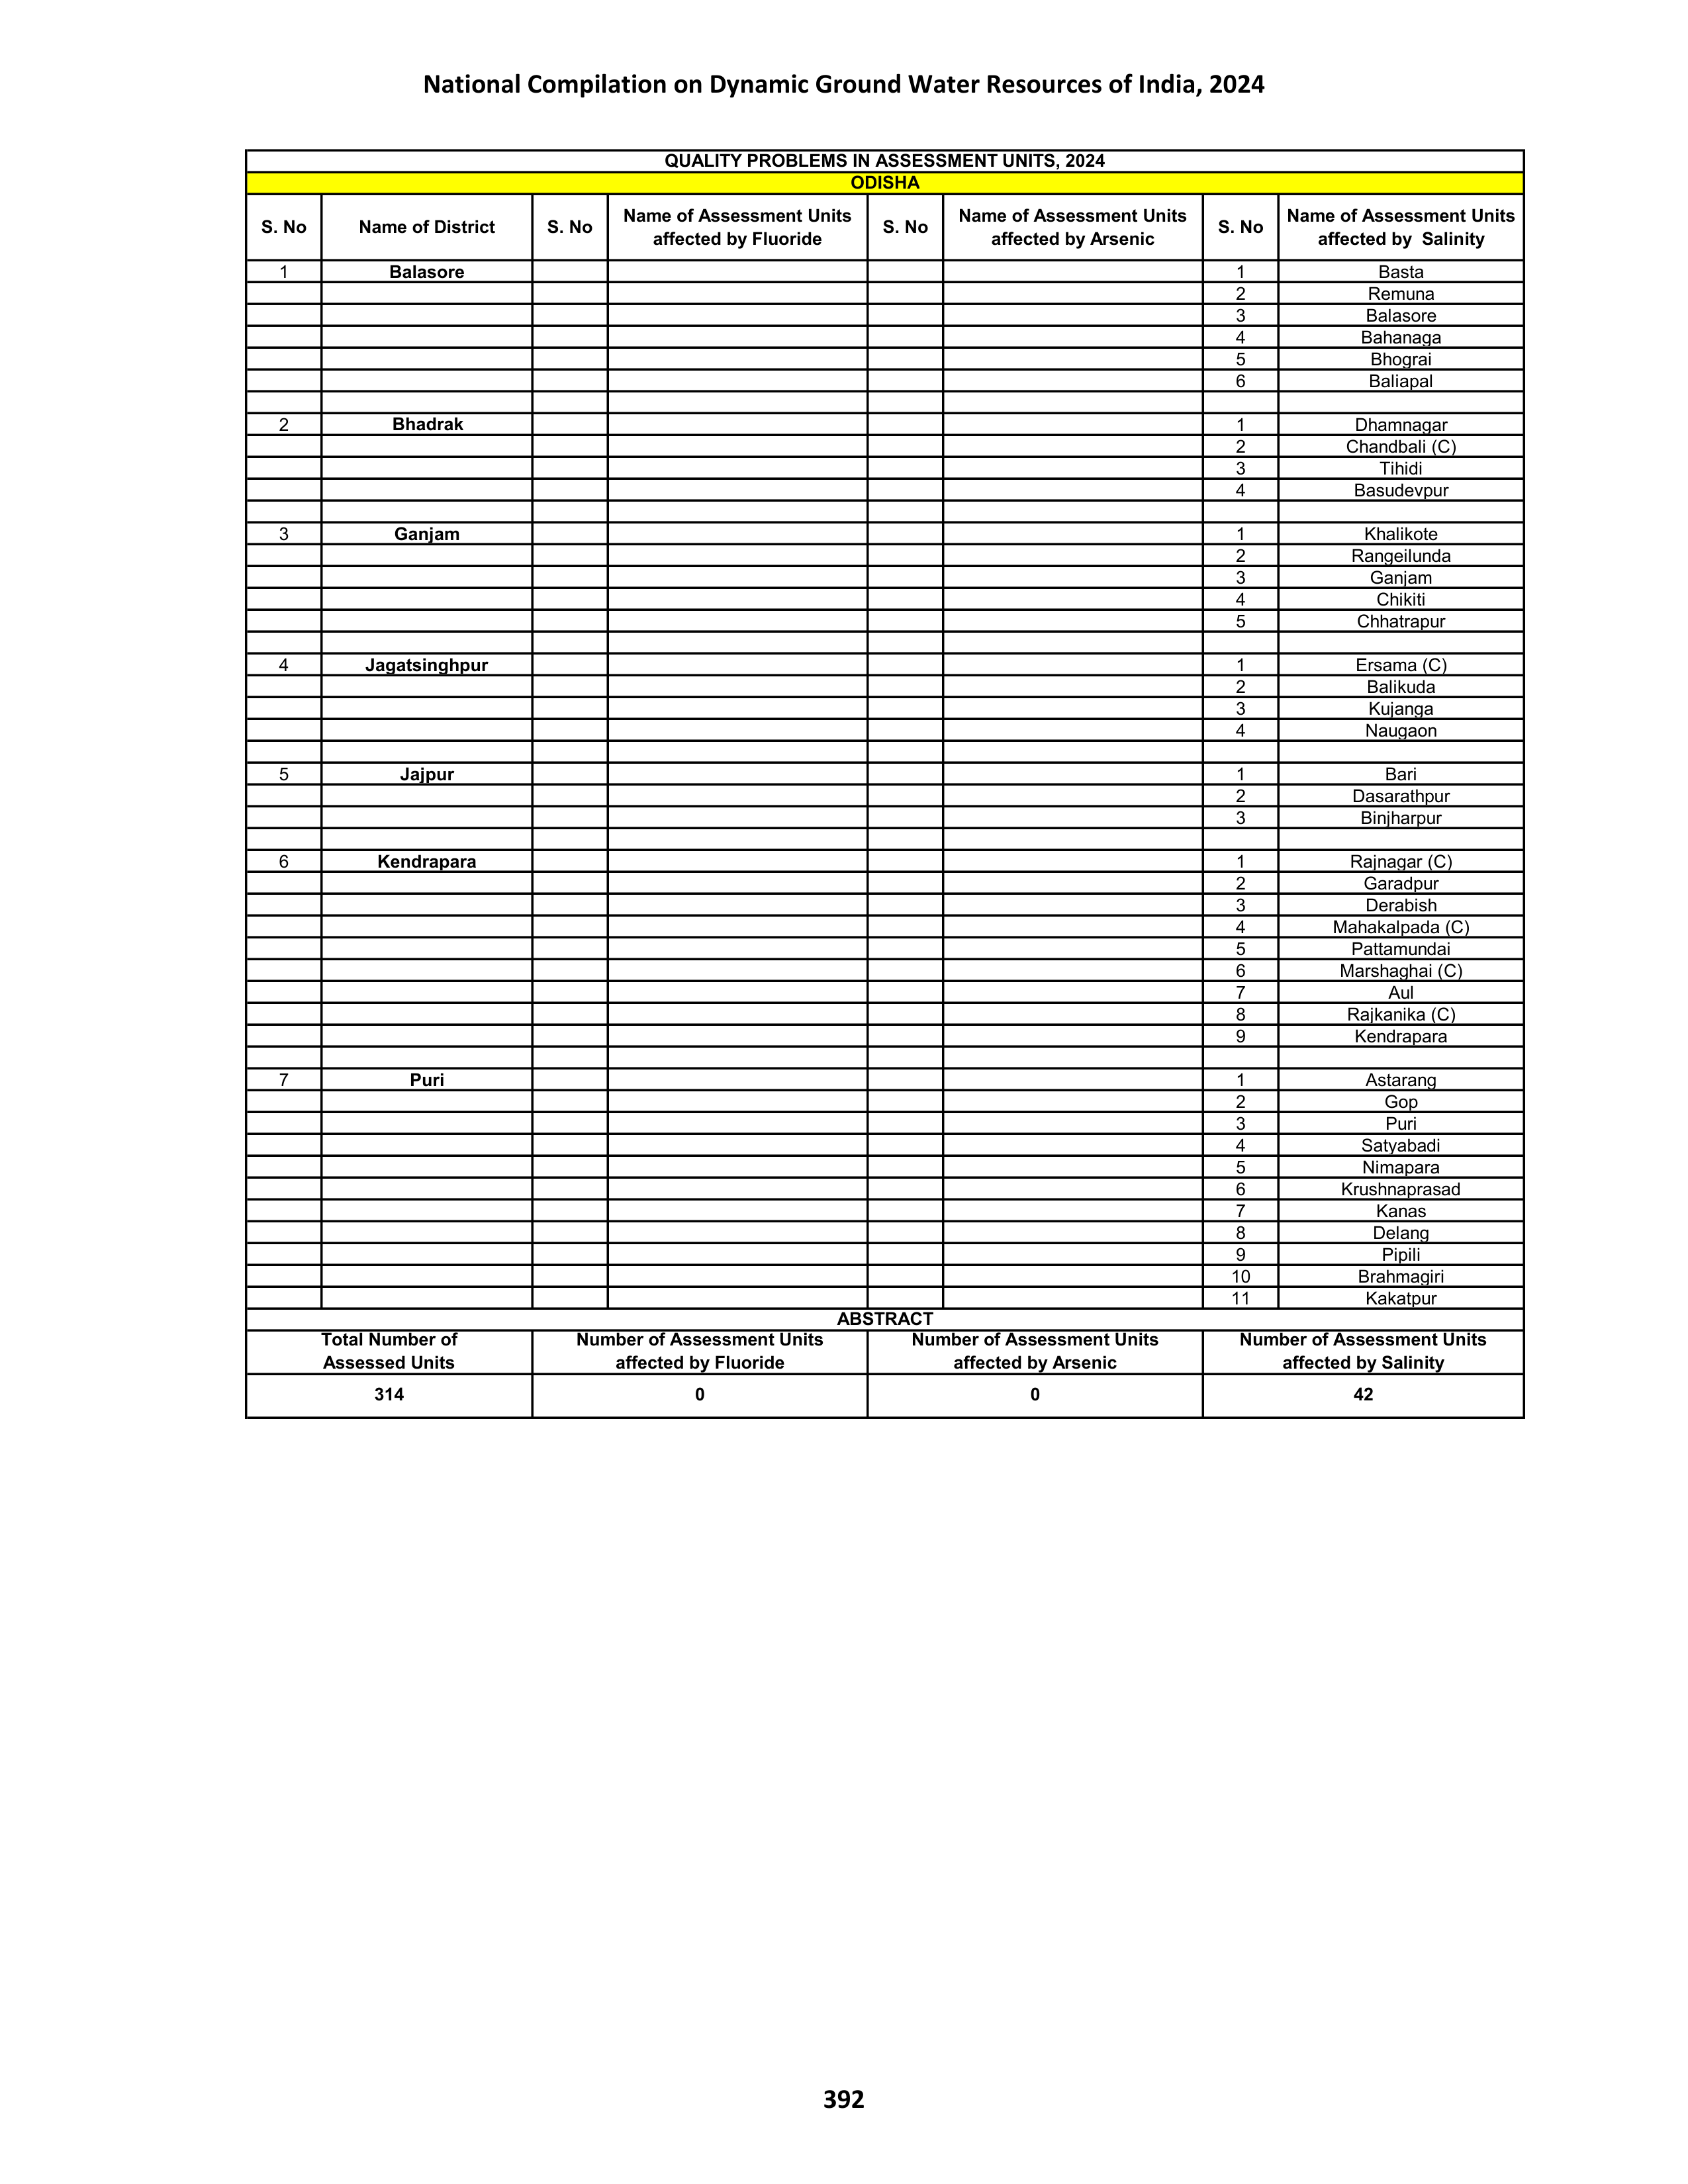 National Compilation on Dynamic Ground Water Resources of India, 2024
QUALITY PROBLEMS IN ASSESSMENT UNITS, 2024
ODISHA
S. No Name of District S. No Name of Assessment Units affected by Fluoride S. No Name of Assessment Units affected by Arsenic S. No Name of Assessment Units affected by Salinity
1 Balasore 1 Basta
2 Remuna
3 Balasore
4 Bahanaga
5 Bhograi
6 Baliapal
2 Bhadrak 1 Dhamnagar
2 Chandbali (C)
3 Tihidi
4 Basudevpur
3 Ganjam 1 Khalikote
2 Rangeilunda
3 Ganjam
4 Chikiti
5 Chhatrapur
4 Jagatsinghpur 1 Ersama (C)
2 Balikuda
3 Kujanga
4 Naugaon
5 Jajpur 1 Bari
2 Dasarathpur
3 Binjharpur
6 Kendrapara 1 Rajnagar (C)
2 Garadpur
3 Derabish
4 Mahakalpada (C)
5 Pattamundai
6 Marshaghai (C)
7 Aul
8 Rajkanika (C)
9 Kendrapara
7 Puri 1 Astarang
2 Gop
3 Puri
4 Satyabadi
5 Nimapara
6 Krushnaprasad
7 Kanas
8 Delang
9 Pipili
10 Brahmagiri
11 Kakatpur
ABSTRACT
Total Number of Assessed Units Number of Assessment Units affected by Fluoride Number of Assessment Units affected by Arsenic Number of Assessment Units affected by Salinity
314 0 0 42
392